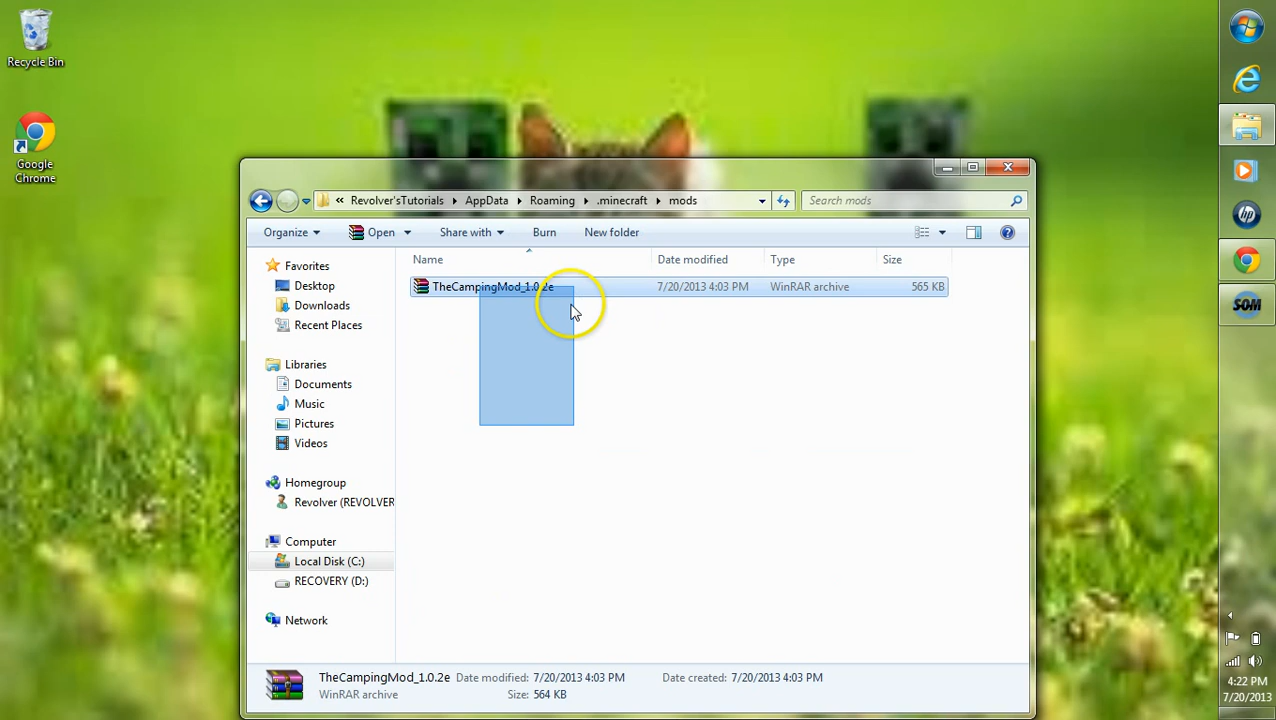 Recycle Bin
Google
Chrome
« Revolver'sTutorials AppData Roaming .minecraft mods
Search mods
Organize Open Share with Burn New folder
Name Date modified Type Size
TheCampingMod_1.0.2e 7/20/2013 4:03 PM WinRAR archive 565 KB
Favorites
Desktop
Downloads
Recent Places
Libraries
Documents
Music
Pictures
Videos
Homegroup
Revolver (REVOLVER
Computer
Local Disk (C:)
RECOVERY (D:)
Network
TheCampingMod_1.0.2e Date modified: 7/20/2013 4:03 PM Date created: 7/20/2013 4:03 PM
WinRAR archive Size: 564 KB
hp
SOM
4:22 PM
7/20/2013